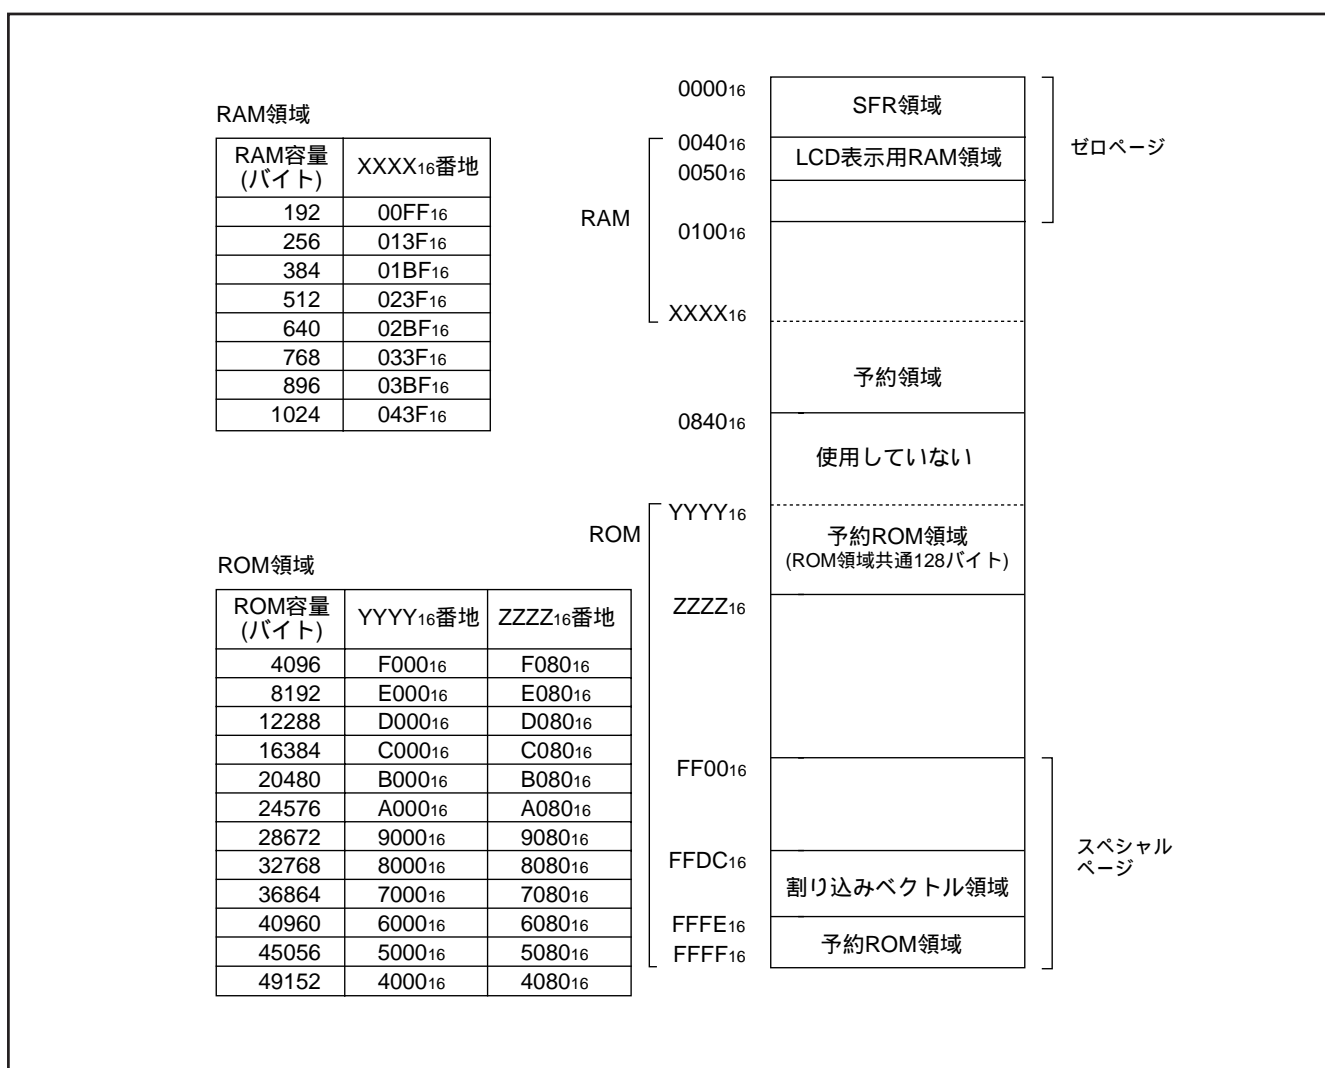 RAM領域
RAM容量
(バイト)
XXXX16番地
192 00FF16
256 013F16
384 01BF16
512 023F16
640 02BF16
768 033F16
896 03BF16
1024 043F16
ROM領域
ROM容量
(バイト)
YYYY16番地 ZZZZ16番地
4096 F00016 F08016
8192 E00016 E08016
12288 D00016 D08016
16384 C00016 C08016
20480 B00016 B08016
24576 A00016 A08016
28672 900016 908016
32768 800016 808016
36864 700016 708016
40960 600016 608016
45056 500016 508016
49152 400016 408016
RAM
ROM
000016
004016
005016
010016
XXXX16
084016
YYYY16
ZZZZ16
FF0016
FFDC16
FFFE16
FFFF16
SFR領域
LCD表示用RAM領域
予約領域
使用していない
予約ROM領域
(ROM領域共通128バイト)
割り込みベクトル領域
予約ROM領域
ゼロページ
スペシャル
ページ